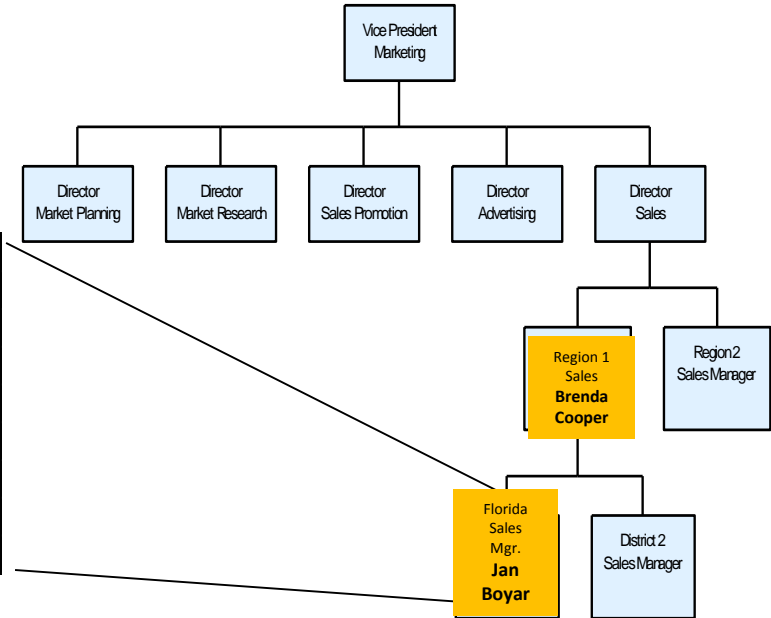 Vice President
Marketing
Director
Market Planning
Director
Market Research
Director
Sales Promotion
Director
Advertising
Director
Sales
Region 1
Sales
Brenda
Cooper
Region 2
Sales Manager
Florida
Sales
Mgr.
Jan
Boyar
District 2
Sales Manager